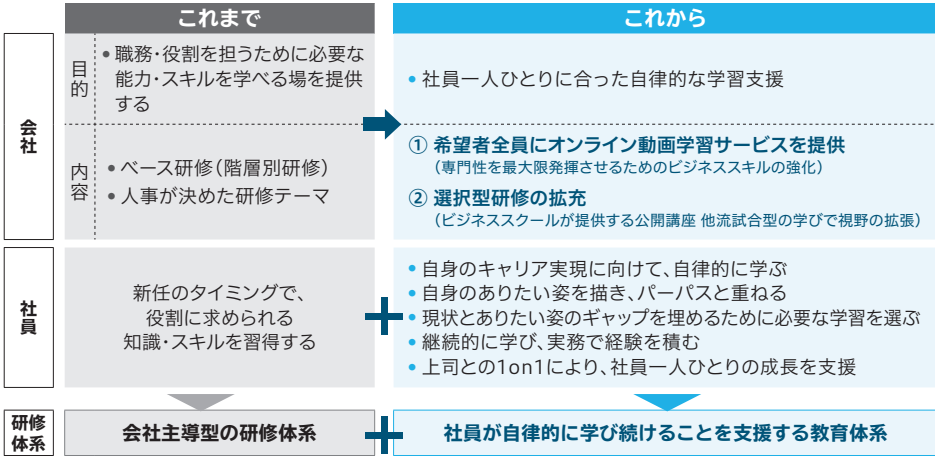 これまで
これから
会社
目的
• 職務・役割を担うために必要な
能力・スキルを学べる場を提供
する
• 社員一人ひとりに合った自律的な学習支援
内容
• ベース研修（階層別研修）
• 人事が決めた研修テーマ
① 希望者全員にオンライン動画学習サービスを提供
（専門性を最大限発揮させるためのビジネススキルの強化）
② 選択型研修の拡充
（ビジネススクールが提供する公開講座 他流試合型の学びで視野の拡張）
社員
新任のタイミングで、
役割に求められる
知識・スキルを習得する
• 自身のキャリア実現に向けて、自律的に学ぶ
• 自身のありたい姿を描き、パーパスと重ねる
• 現状とありたい姿のギャップを埋めるために必要な学習を選ぶ
• 継続的に学び、実務で経験を積む
• 上司との1on1により、社員一人ひとりの成長を支援
研修
体系
会社主導型の研修体系
社員が自律的に学び続けることを支援する教育体系